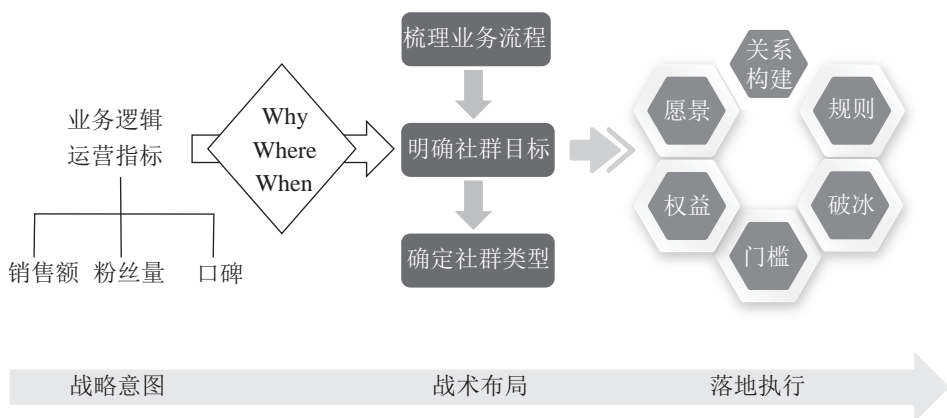 业务逻辑
运营指标
销售额
粉丝量
口碑
Why
Where
When
梳理业务流程
明确社群目标
确定社群类型
关系
构建
愿景
规则
权益
破冰
门槛
战略意图
战术布局
落地执行